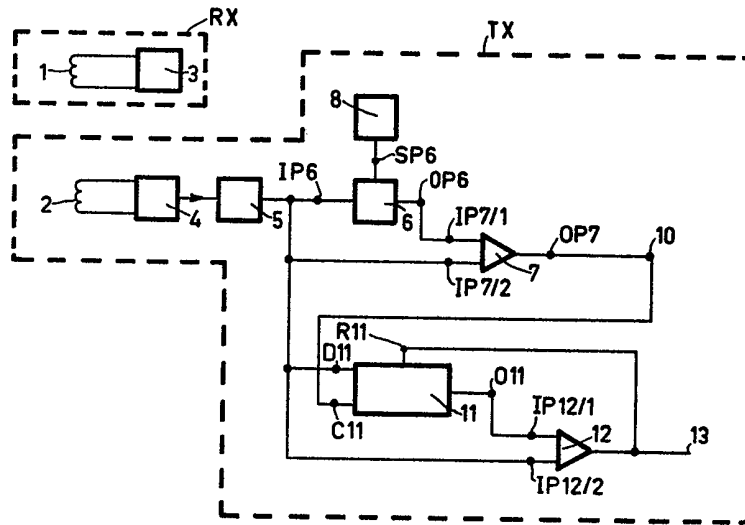 RX
TX
1
3
8
SP6
IP6
OP6
2
4
5
6
IP7/1
OP7
10
7
IP7/2
R11
D11
O11
11
C11
IP12/1
12
13
IP12/2